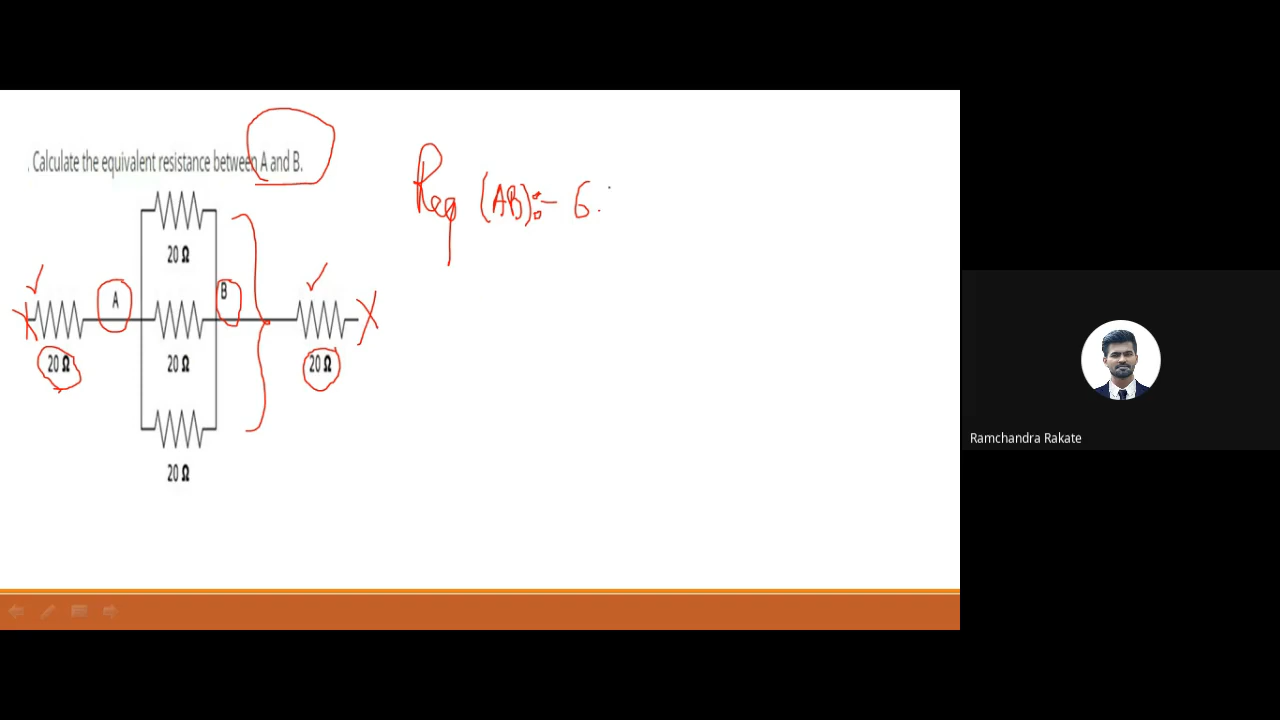 . Calculate the equivalent resistance between A and B.
Req (AB):- 6.
20 Ω
A
B
20 Ω
20 Ω
20 Ω
20 Ω
Ramchandra Rakate